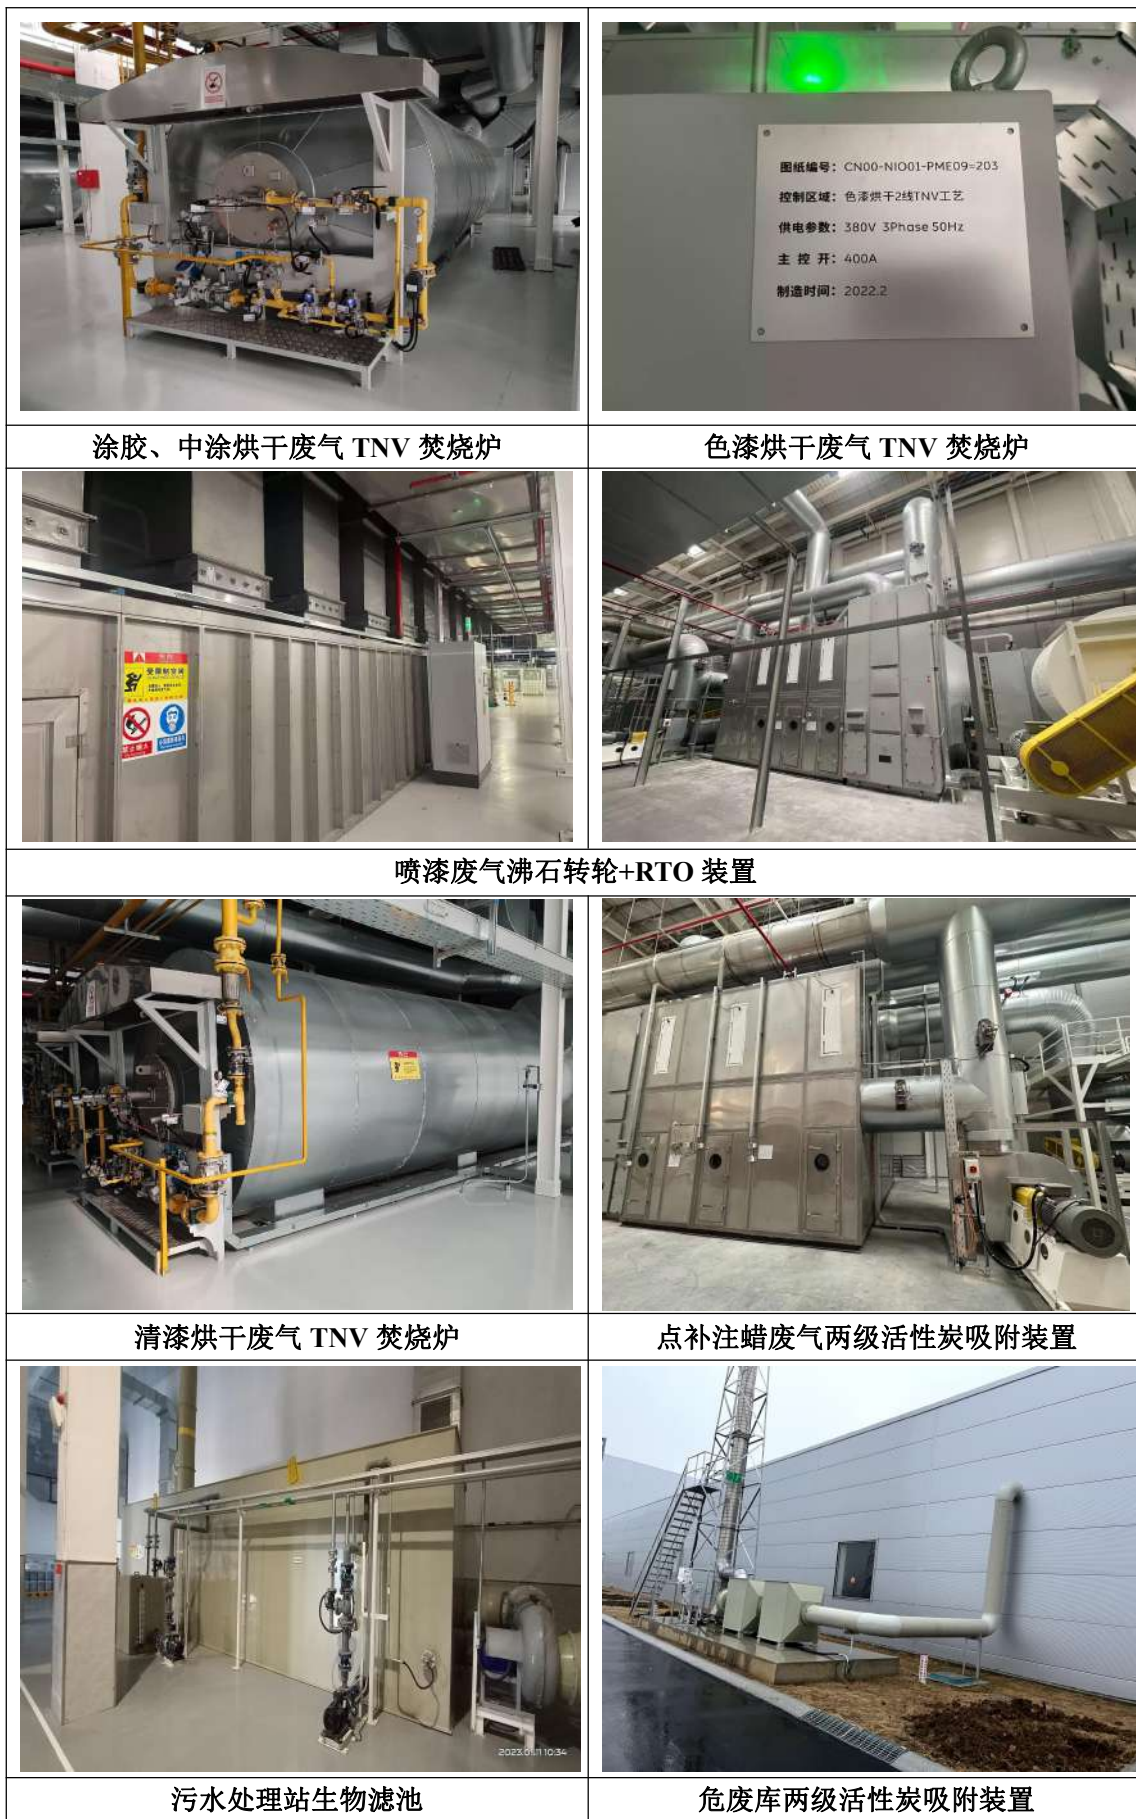 图纸编号：CN00-NIO01-PME09=203
控制区域：色漆烘干2线TNV工艺
供电参数：380V 3Phase 50Hz
主 控 开：400A
制造时间：2022.2
涂胶、中涂烘干废气 TNV 焚烧炉
色漆烘干废气 TNV 焚烧炉
受限制空间
喷漆废气沸石转轮+RTO 装置
清漆烘干废气 TNV 焚烧炉
点补注蜡废气两级活性炭吸附装置
2023.01.11 10:34
污水处理站生物滤池
危废库两级活性炭吸附装置